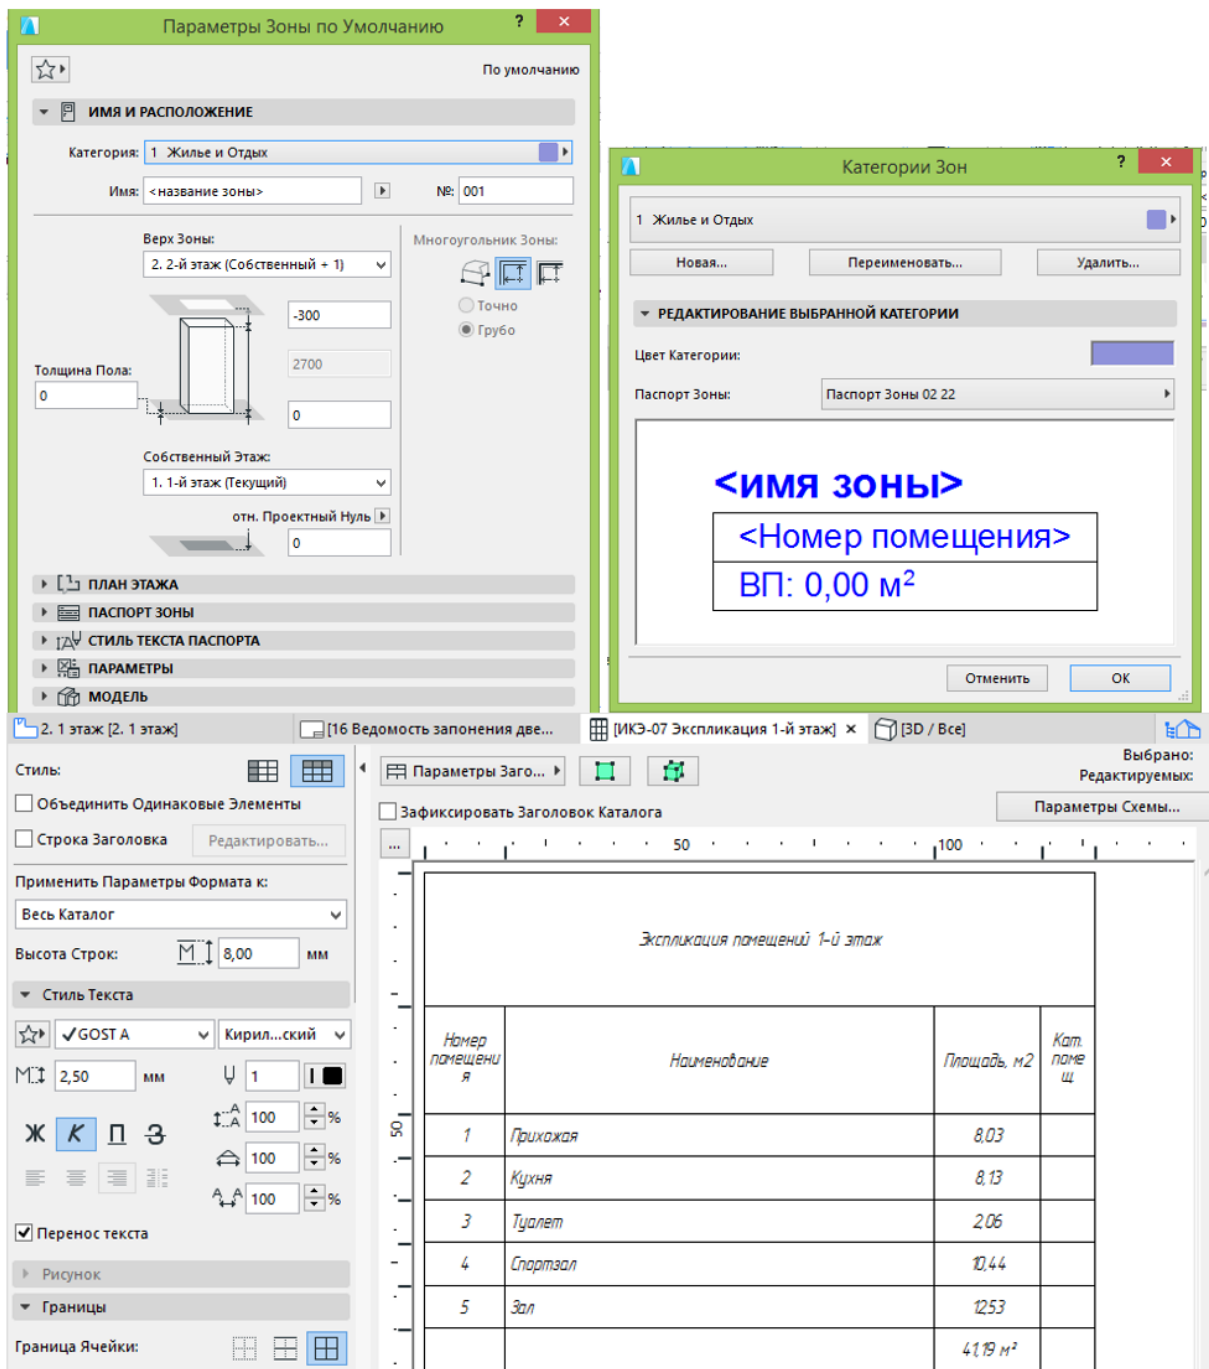 Параметры Зоны по Умолчанию
? ×
По умолчанию
ИМЯ И РАСПОЛОЖЕНИЕ
Категория: 1 Жилье и Отдых
Имя: <название зоны> №: 001
Верх Зоны:
2. 2-й этаж (Собственный + 1)
Многоугольник Зоны:
-300
Точно
Грубо
2700
Толщина Пола:
0
0
Собственный Этаж:
1. 1-й этаж (Текущий)
отн. Проектный Нуль
0
ПЛАН ЭТАЖА
ПАСПОРТ ЗОНЫ
СТИЛЬ ТЕКСТА ПАСПОРТА
ПАРАМЕТРЫ
МОДЕЛЬ
Категории Зон
? ×
1 Жилье и Отдых
Новая... Переименовать... Удалить...
РЕДАКТИРОВАНИЕ ВЫБРАННОЙ КАТЕГОРИИ
Цвет Категории:
Паспорт Зоны: Паспорт Зоны 02 22
<имя зоны>
<Номер помещения>
ВП: 0,00 м²
Отменить OK
2. 1 этаж [2. 1 этаж] [16 Ведомость запонения две... [ИКЭ-07 Экспликация 1-й этаж] × [3D / Все]
Стиль:
Объединить Одинаковые Элементы
Строка Заголовка Редактировать...
Применить Параметры Формата к:
Весь Каталог
Высота Строк: 8,00 мм
Стиль Текста
GOST A Кирил...ский
2,50 мм 1
Ж К П З
100 %
100 %
100 %
Перенос текста
Рисунок
Границы
Граница Ячейки:
Параметры Заго...
Выбрано:
Редактируемых:
Зафиксировать Заголовок Каталога
Параметры Схемы...
... 50 100
50
Экспликация помещений 1-й этаж
Номер помещени я Наименование Площадь, м2 Кат. поме щ.
1 Прихожая 8,03
2 Кухня 8,13
3 Туалет 2,06
4 Спортзал 10,44
5 Зал 12,53
41,19 м²